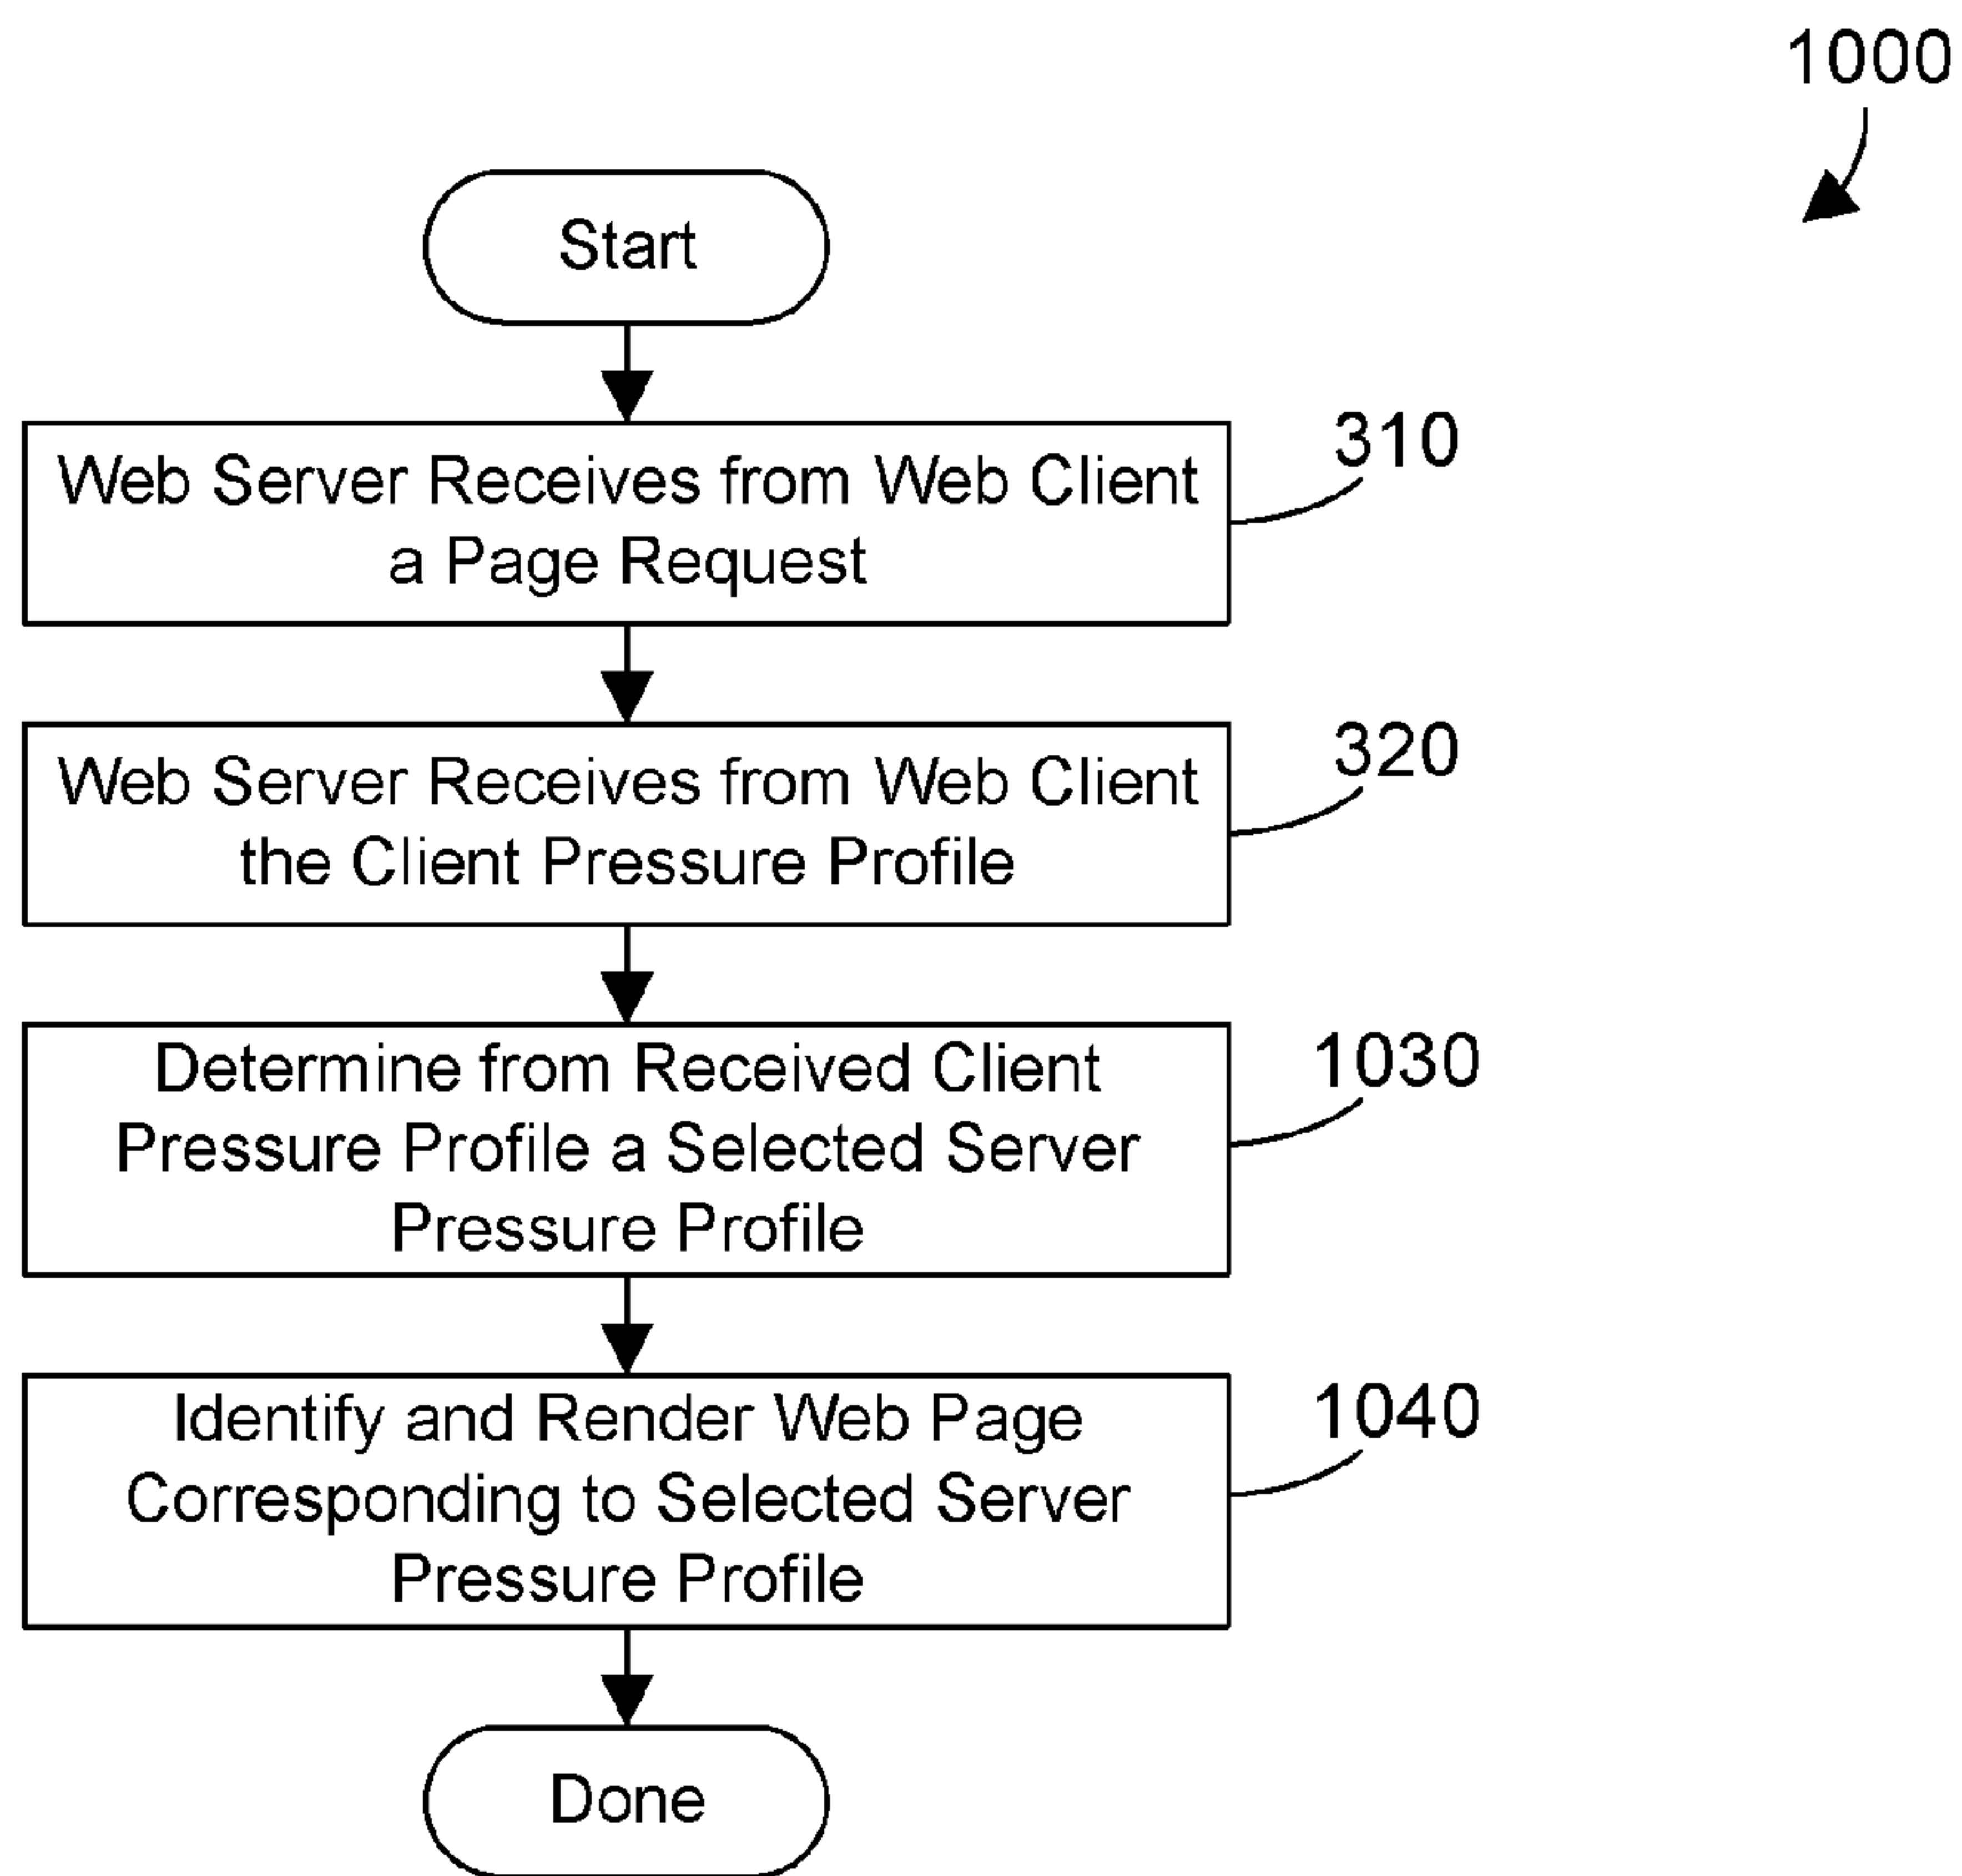 1000
Start
Web Server Receives from Web Client
a Page Request
310
Web Server Receives from Web Client
the Client Pressure Profile
320
Determine from Received Client
Pressure Profile a Selected Server
Pressure Profile
1030
Identify and Render Web Page
Corresponding to Selected Server
Pressure Profile
1040
Done